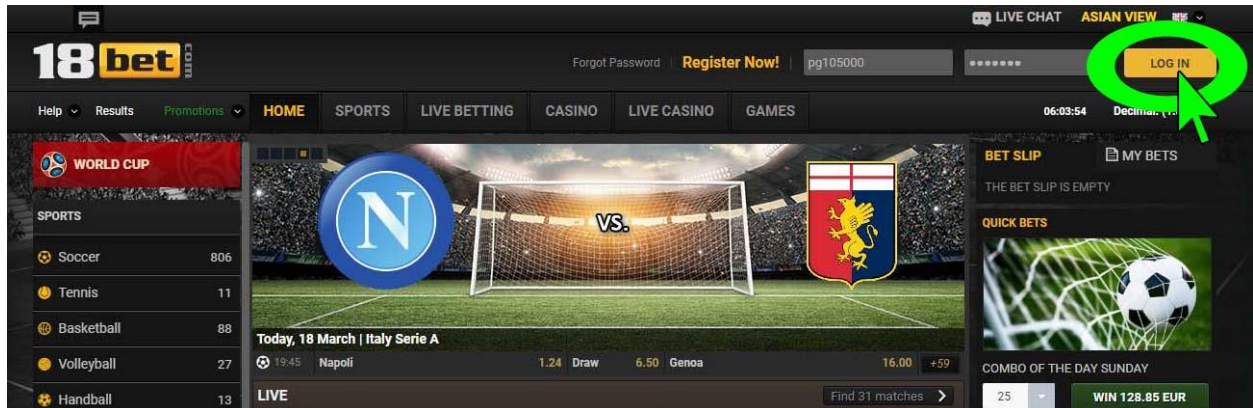 LIVE CHAT ASIAN VIEW
18 bet com
Forgot Password | Register Now! | pg105000 ••••••• LOG IN
Help Results Promotions HOME SPORTS LIVE BETTING CASINO LIVE CASINO GAMES 06:03:54
WORLD CUP
SPORTS
Soccer 806
Tennis 11
Basketball 88
Volleyball 27
Handball 13
N
VS.
Today, 18 March | Italy Serie A
19:45 Napoli 1.24 Draw 6.50 Genoa 16.00 +59
LIVE Find 31 matches
BET SLIP MY BETS
THE BET SLIP IS EMPTY
QUICK BETS
COMBO OF THE DAY SUNDAY
25 WIN 128.85 EUR